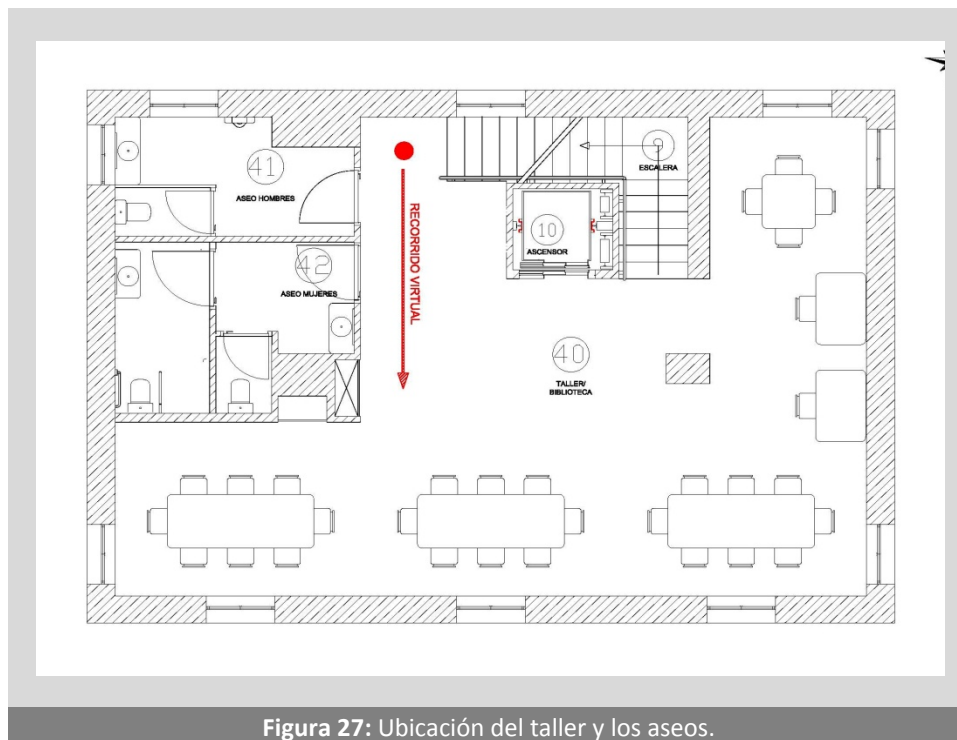 41
ASEO HOMBRES
9
ESCALERA
10
ASCENSOR
42
ASEO MUJERES
RECORRIDO VIRTUAL
40
TALLER/
BIBLIOTECA
Figura 27: Ubicación del taller y los aseos.